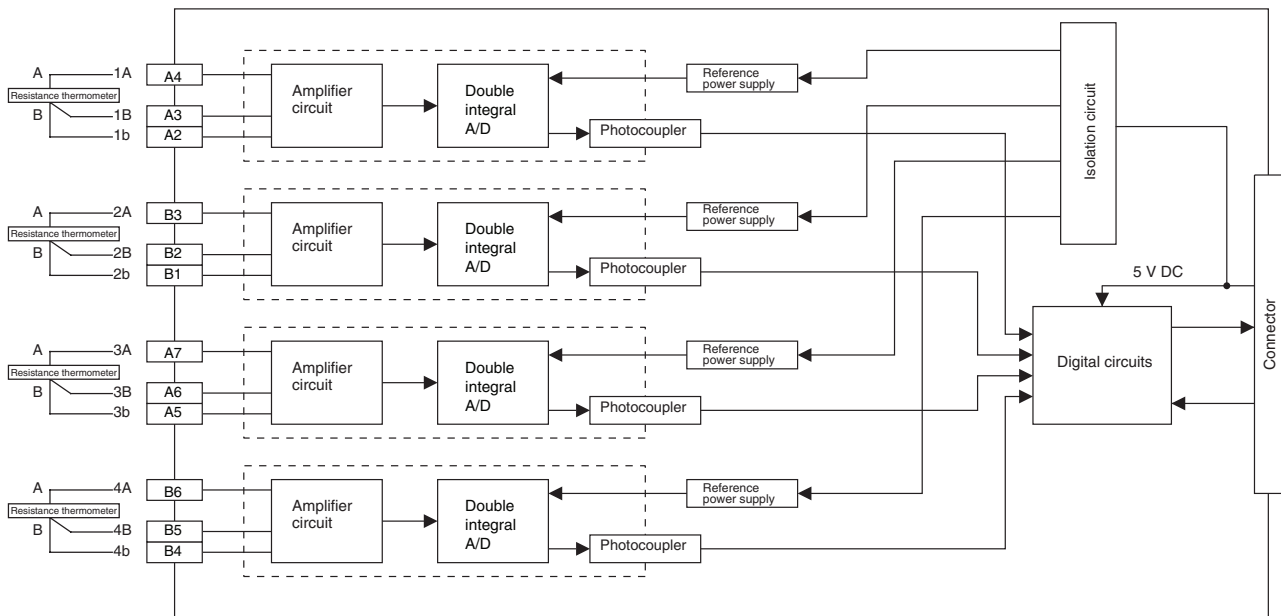 A
1A
A4
Resistance thermometer
B
1B
A3
1b
A2
Amplifier
circuit
Double
integral
A/D
Reference
power supply
Photocoupler
Isolation circuit
A
2A
B3
Resistance thermometer
B
2B
B2
2b
B1
Amplifier
circuit
Double
integral
A/D
Reference
power supply
Photocoupler
5 V DC
Digital circuits
Connector
A
3A
A7
Resistance thermometer
B
3B
A6
3b
A5
Amplifier
circuit
Double
integral
A/D
Reference
power supply
Photocoupler
A
4A
B6
Resistance thermometer
B
4B
B5
4b
B4
Amplifier
circuit
Double
integral
A/D
Reference
power supply
Photocoupler